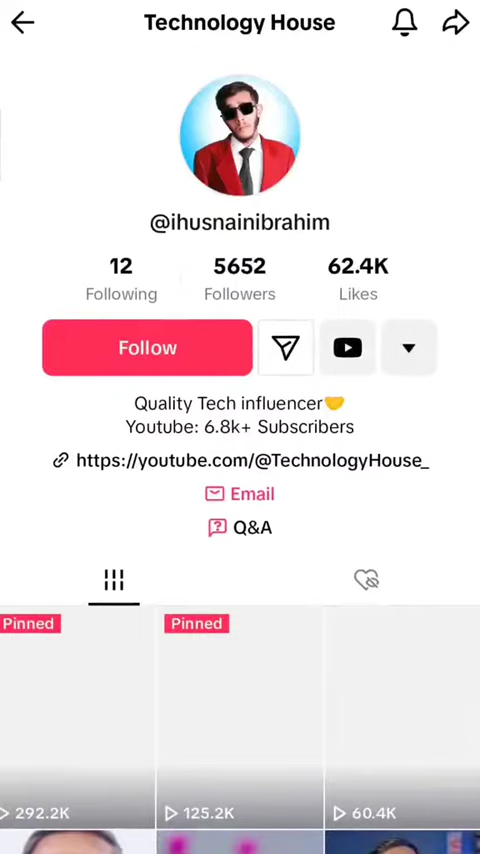 Technology House
@ihusnainibrahim
12 5652 62.4K
Following Followers Likes
Follow
Quality Tech influencer🤝
Youtube: 6.8k+ Subscribers
https://youtube.com/@TechnologyHouse_
Email
Q&A
Pinned Pinned
292.2K 125.2K 60.4K